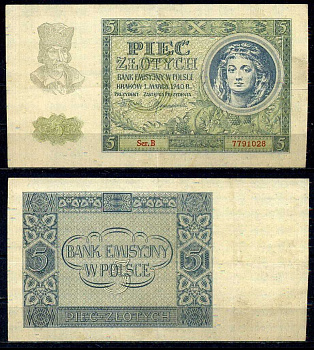 PIĘĆ
ZŁOTYCH
BANK EMISYJNY W POLSCE
KRAKÓW 1. MARCA 1940 R.
5
5
5
Ser. B 7791028
5
BANK EMISYJNY
W POLSCE
5
PIĘĆ ZŁOTYCH